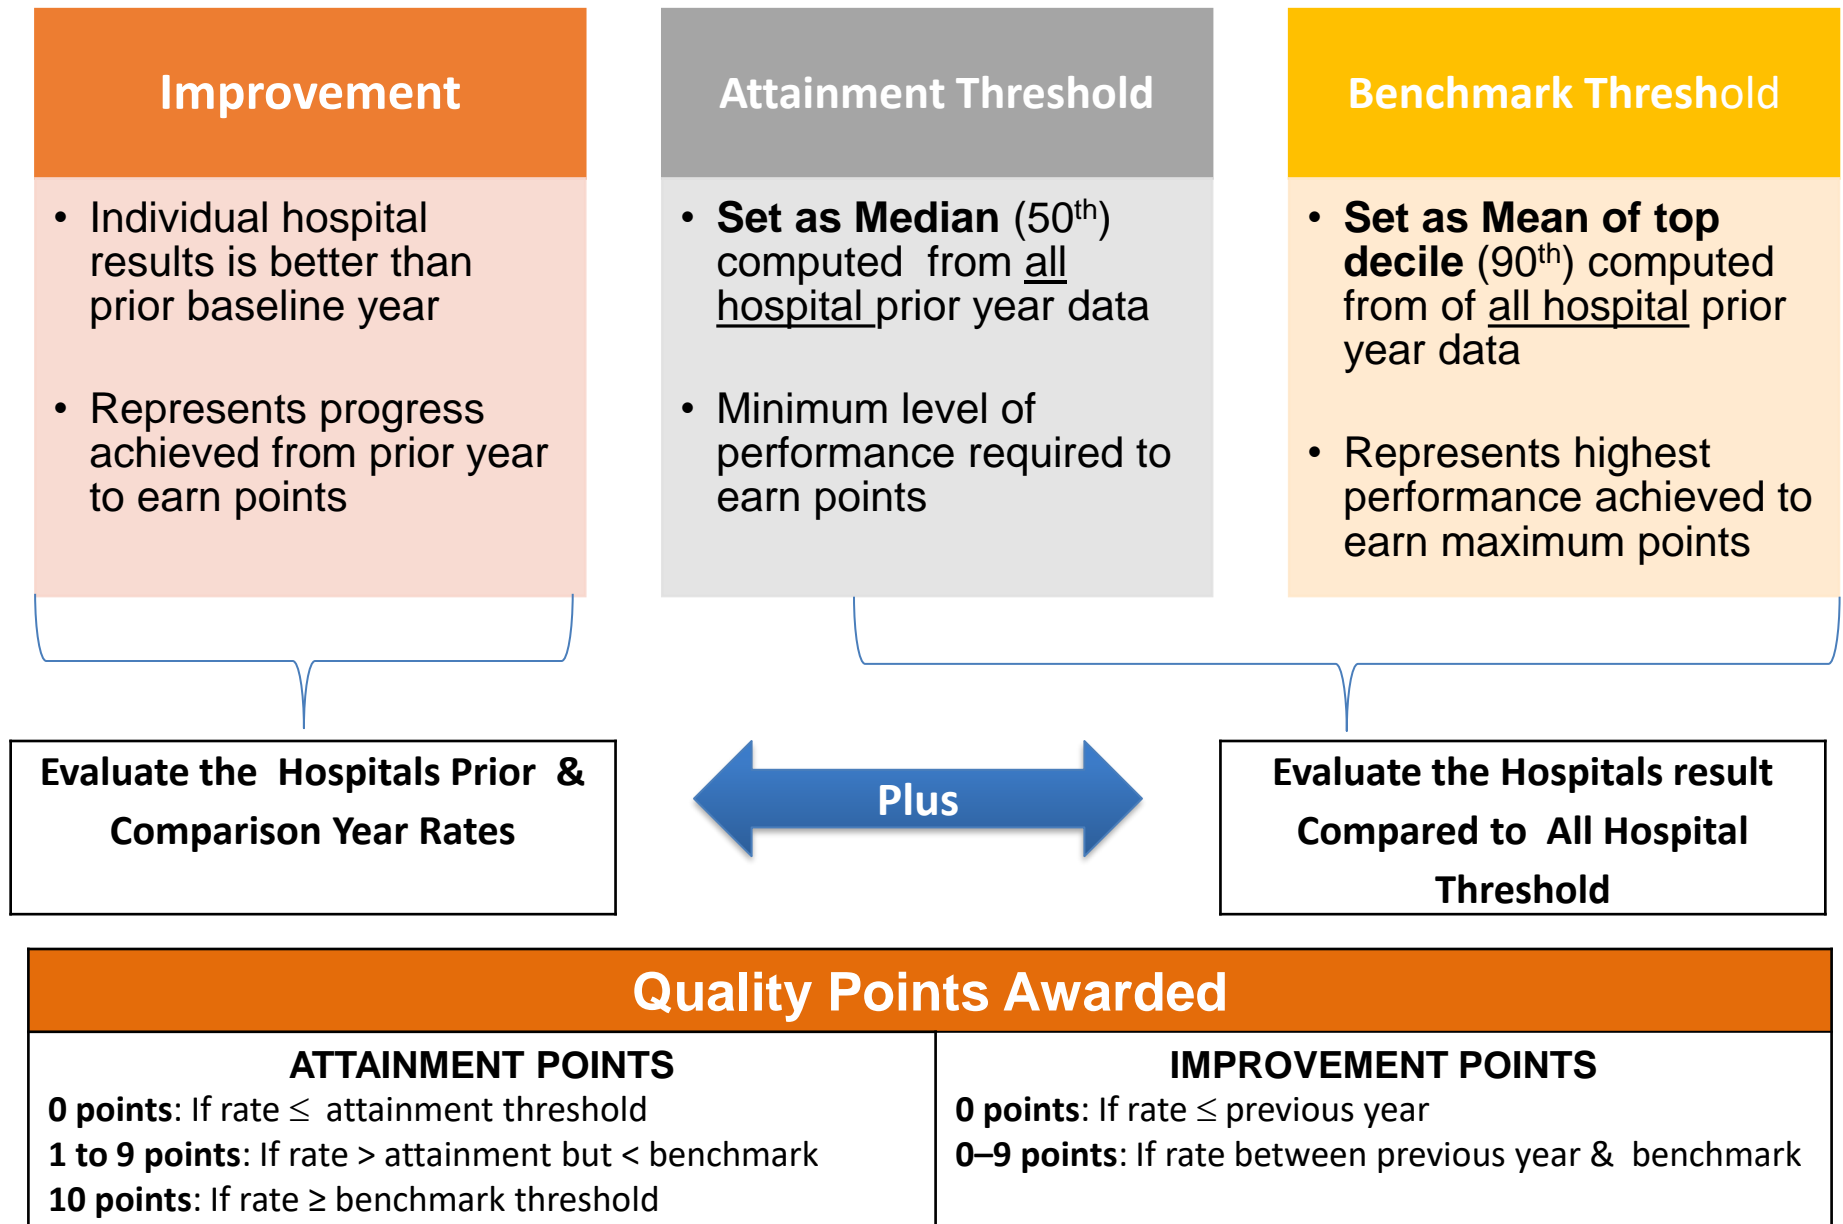 Improvement
• Individual hospital
results is better than
prior baseline year
• Represents progress
achieved from prior year
to earn points
Attainment Threshold
• Set as Median (50th)
computed from all
hospital prior year data
• Minimum level of
performance required to
earn points
Benchmark Threshold
• Set as Mean of top
decile (90th) computed
from of all hospital prior
year data
• Represents highest
performance achieved to
earn maximum points
Evaluate the Hospitals Prior &
Comparison Year Rates
Plus
Evaluate the Hospitals result
Compared to All Hospital
Threshold
Quality Points Awarded
ATTAINMENT POINTS
0 points: If rate ≤ attainment threshold
1 to 9 points: If rate > attainment but < benchmark
10 points: If rate ≥ benchmark threshold
IMPROVEMENT POINTS
0 points: If rate ≤ previous year
0–9 points: If rate between previous year & benchmark